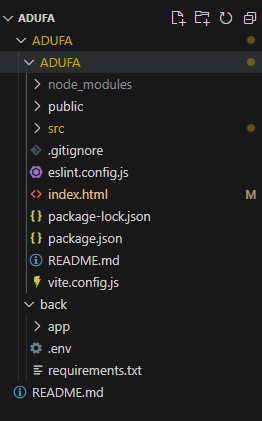 ADUFA
ADUFA
ADUFA
node_modules
public
src
.gitignore
eslint.config.js
index.html M
package-lock.json
package.json
README.md
vite.config.js
back
app
.env
requirements.txt
README.md